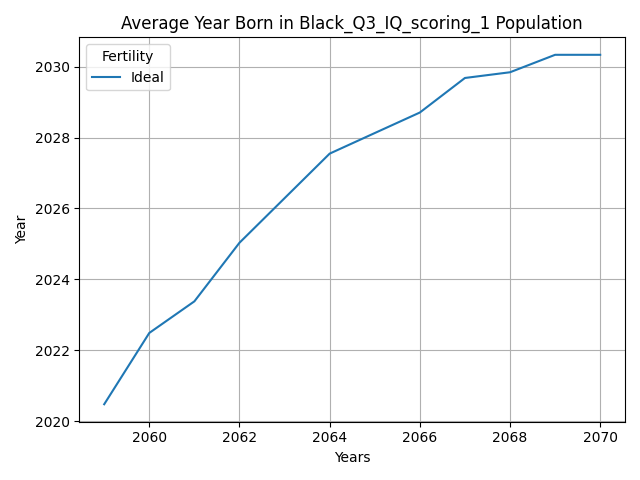 Average Year Born in Black_Q3_IQ_scoring_1 Population
Fertility
Ideal
Year
2030
2028
2026
2024
2022
2020
2060 2062 2064 2066 2068 2070
Years